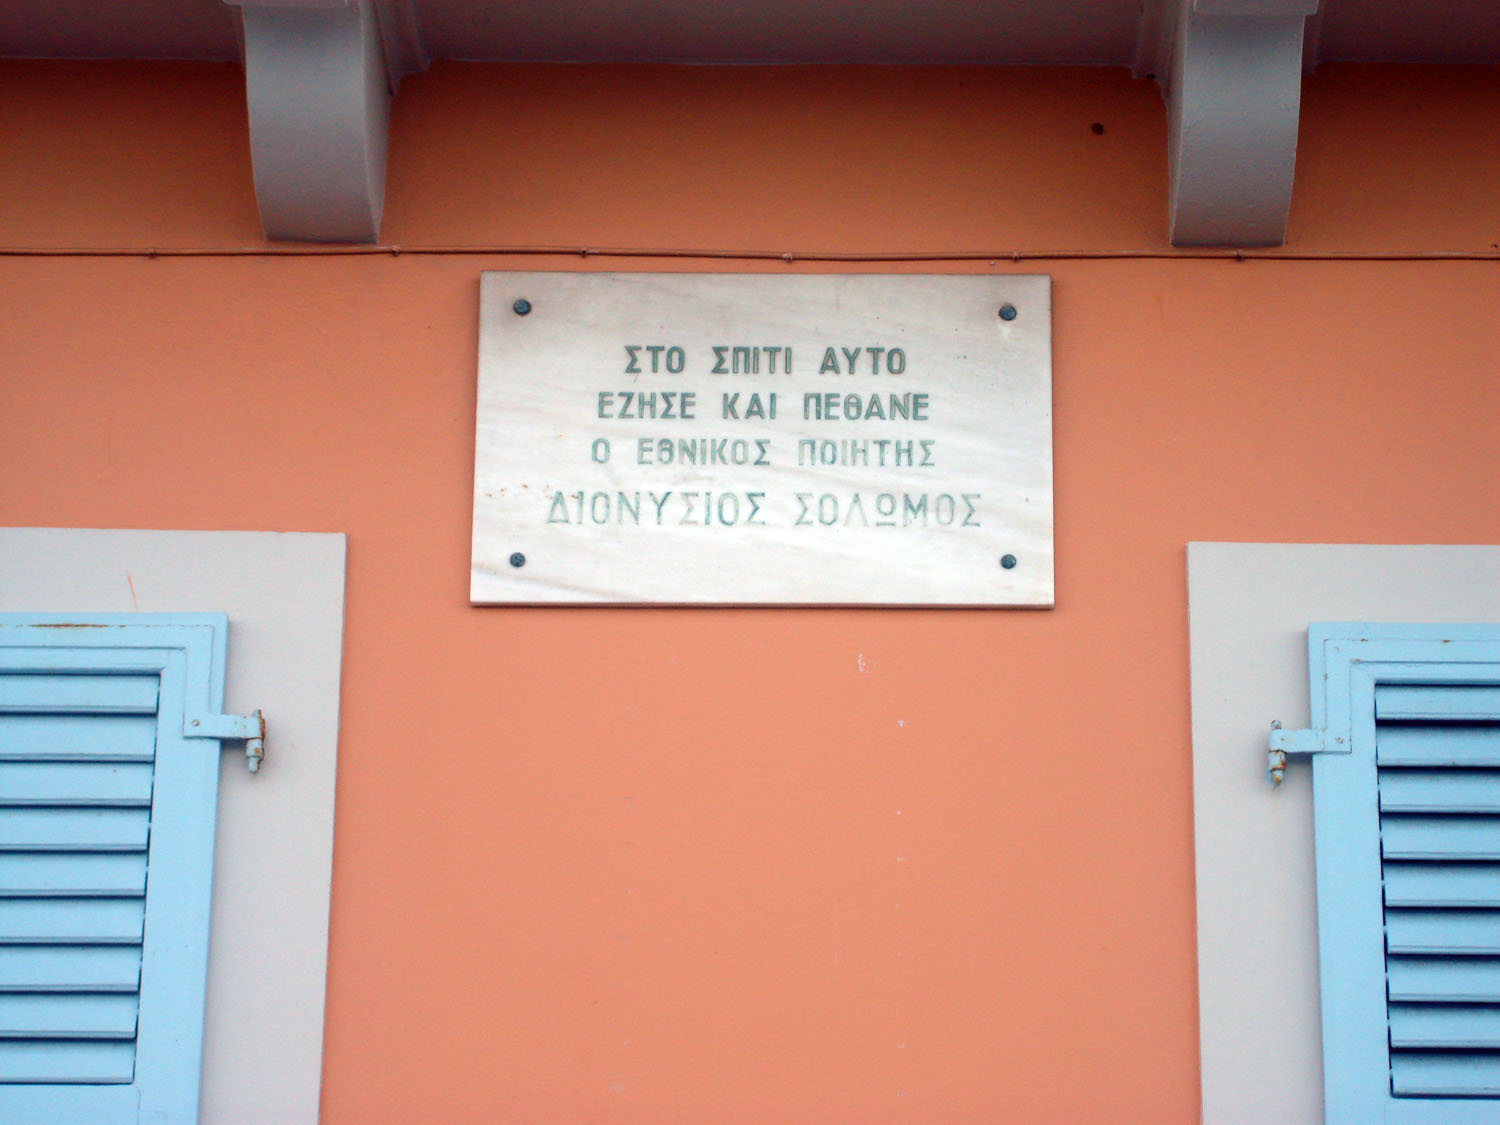 ΣΤΟ ΣΠΙΤΙ ΑΥΤΟ
ΕΖΗΣΕ ΚΑΙ ΠΕΘΑΝΕ
Ο ΕΘΝΙΚΟΣ ΠΟΙΗΤΗΣ
ΔΙΟΝΥΣΙΟΣ ΣΟΛΩΜΟΣ